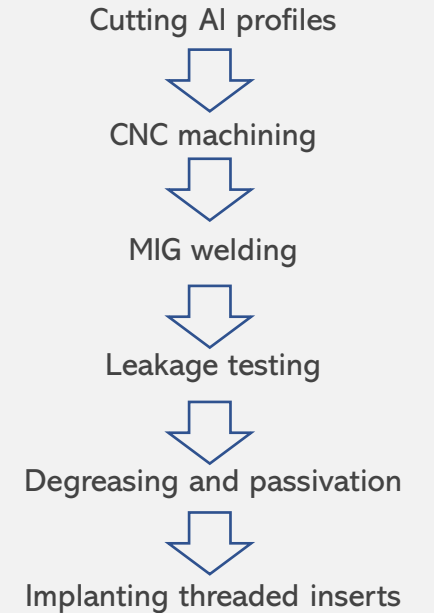 Cutting Al profiles
CNC machining
MIG welding
Leakage testing
Degreasing and passivation
Implanting threaded inserts